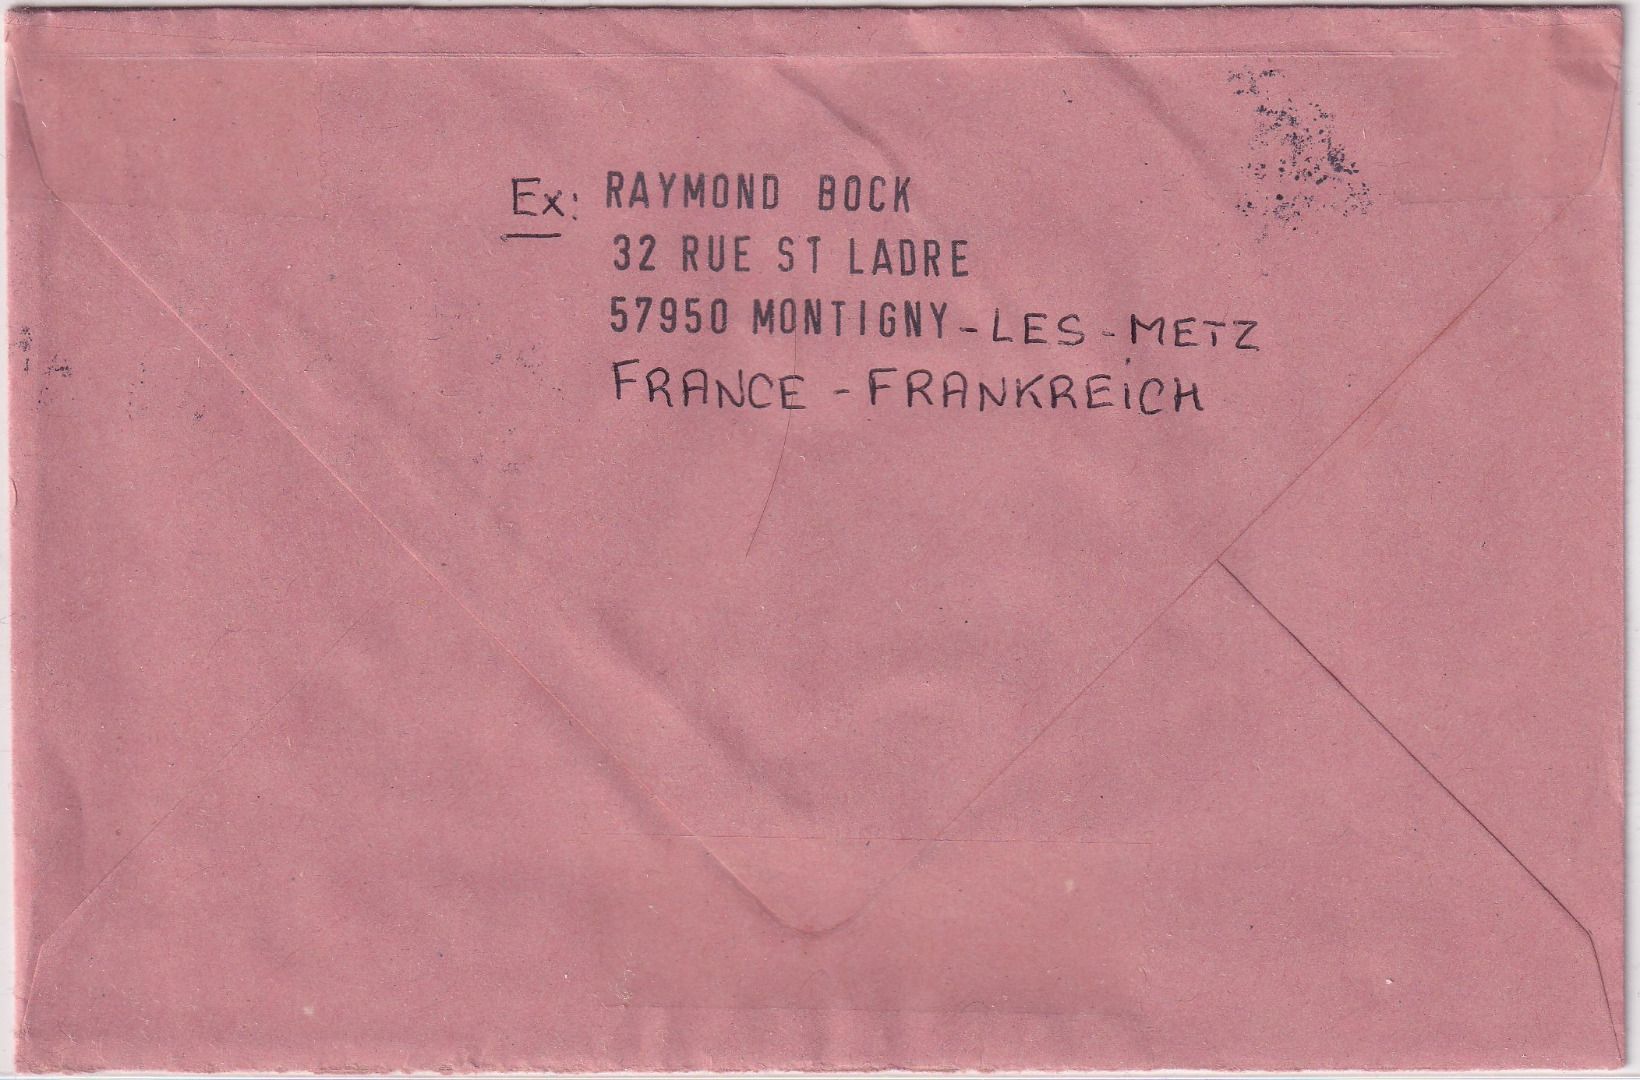 Ex: RAYMOND BOCK
32 RUE ST LADRE
57950 MONTIGNY-LES-METZ
FRANCE - FRANKREiCH